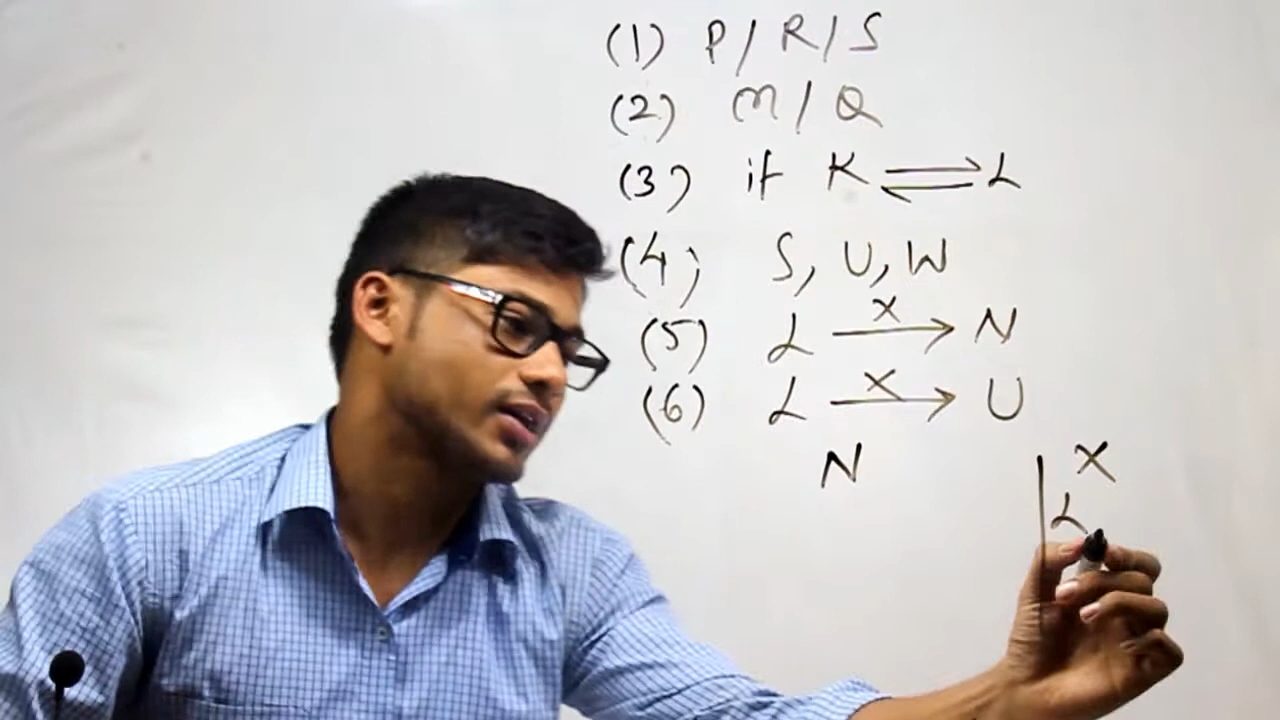 (1) P / R / S
(2) M / Q
(3) if K ⇌ L
(4) S, U, W
(5) L -x-> N
(6) L -x-> U
N
X
L